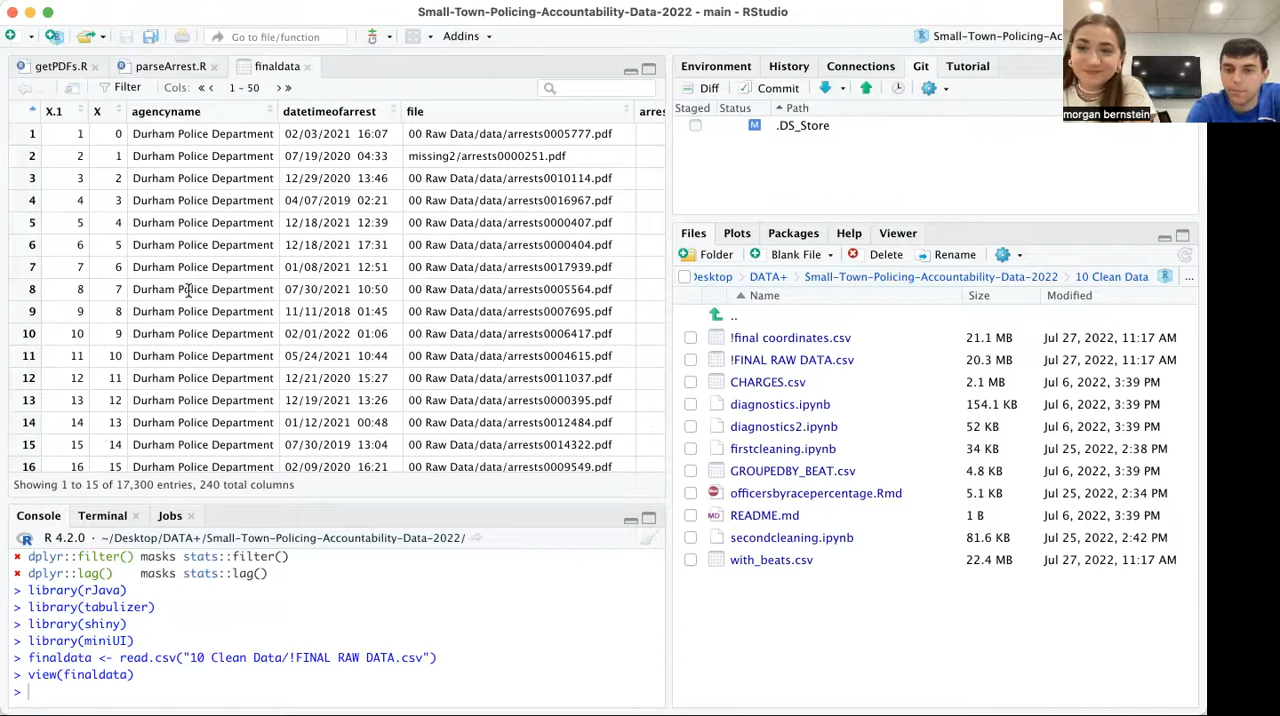 Small-Town-Policing-Accountability-Data-2022 - main - RStudio
Go to file/function
Addins
Small-Town-Policing-Ac
morgan bernstein
getPDFs.R
parseArrest.R
finaldata
Filter
Cols:
1 - 50
X.1 X agencyname datetimeofarrest file arres
1 1 0 Durham Police Department 02/03/2021 16:07 00 Raw Data/data/arrests0005777.pdf
2 2 1 Durham Police Department 07/19/2020 04:33 missing2/arrests0000251.pdf
3 3 2 Durham Police Department 12/29/2020 13:46 00 Raw Data/data/arrests0010114.pdf
4 4 3 Durham Police Department 04/07/2019 02:21 00 Raw Data/data/arrests0016967.pdf
5 5 4 Durham Police Department 12/18/2021 12:39 00 Raw Data/data/arrests0000407.pdf
6 6 5 Durham Police Department 12/18/2021 17:31 00 Raw Data/data/arrests0000404.pdf
7 7 6 Durham Police Department 01/08/2021 12:51 00 Raw Data/data/arrests0017939.pdf
8 8 7 Durham Police Department 07/30/2021 10:26 00 Raw Data/data/arrests0005564.pdf
9 9 8 Durham Police Department 11/11/2018 01:45 00 Raw Data/data/arrests0007695.pdf
10 10 9 Durham Police Department 02/01/2022 01:06 00 Raw Data/data/arrests0006417.pdf
11 11 10 Durham Police Department 05/24/2021 10:44 00 Raw Data/data/arrests0004615.pdf
12 12 11 Durham Police Department 12/21/2020 15:27 00 Raw Data/data/arrests0011037.pdf
13 13 12 Durham Police Department 12/19/2021 13:26 00 Raw Data/data/arrests0000395.pdf
14 14 13 Durham Police Department 01/12/2021 00:48 00 Raw Data/data/arrests0012484.pdf
15 15 14 Durham Police Department 07/30/2019 13:04 00 Raw Data/data/arrests0014322.pdf
16 16 15 Durham Police Department 02/09/2020 16:21 00 Raw Data/data/arrests0009549.pdf
Showing 1 to 15 of 17,300 entries, 240 total columns
Console Terminal Jobs
R 4.2.0 · ~/Desktop/DATA+/Small-Town-Policing-Accountability-Data-2022/
✖ dplyr::filter() masks stats::filter()
✖ dplyr::lag() masks stats::lag()
> library(rJava)
> library(tabulizer)
> library(shiny)
> library(miniUI)
> finaldata <- read.csv("10 Clean Data/!FINAL RAW DATA.csv")
> view(finaldata)
>
Environment History Connections Git Tutorial
Diff Commit
Staged Status Path
M .DS_Store
Files Plots Packages Help Viewer
Folder Blank File Delete Rename
Desktop DATA+ Small-Town-Policing-Accountability-Data-2022 10 Clean Data ...
Name Size Modified
..
!final coordinates.csv 21.1 MB Jul 27, 2022, 11:17 AM
!FINAL RAW DATA.csv 20.3 MB Jul 27, 2022, 11:17 AM
CHARGES.csv 2.1 MB Jul 6, 2022, 3:39 PM
diagnostics.ipynb 154.1 KB Jul 6, 2022, 3:39 PM
diagnostics2.ipynb 52 KB Jul 6, 2022, 3:39 PM
firstcleaning.ipynb 34 KB Jul 25, 2022, 2:38 PM
GROUPEDBY_BEAT.csv 4.8 KB Jul 6, 2022, 3:39 PM
officersbyracepercentage.Rmd 5.1 KB Jul 25, 2022, 2:34 PM
README.md 1 B Jul 6, 2022, 3:39 PM
secondcleaning.ipynb 81.6 KB Jul 25, 2022, 2:42 PM
with_beats.csv 22.4 MB Jul 27, 2022, 11:17 AM